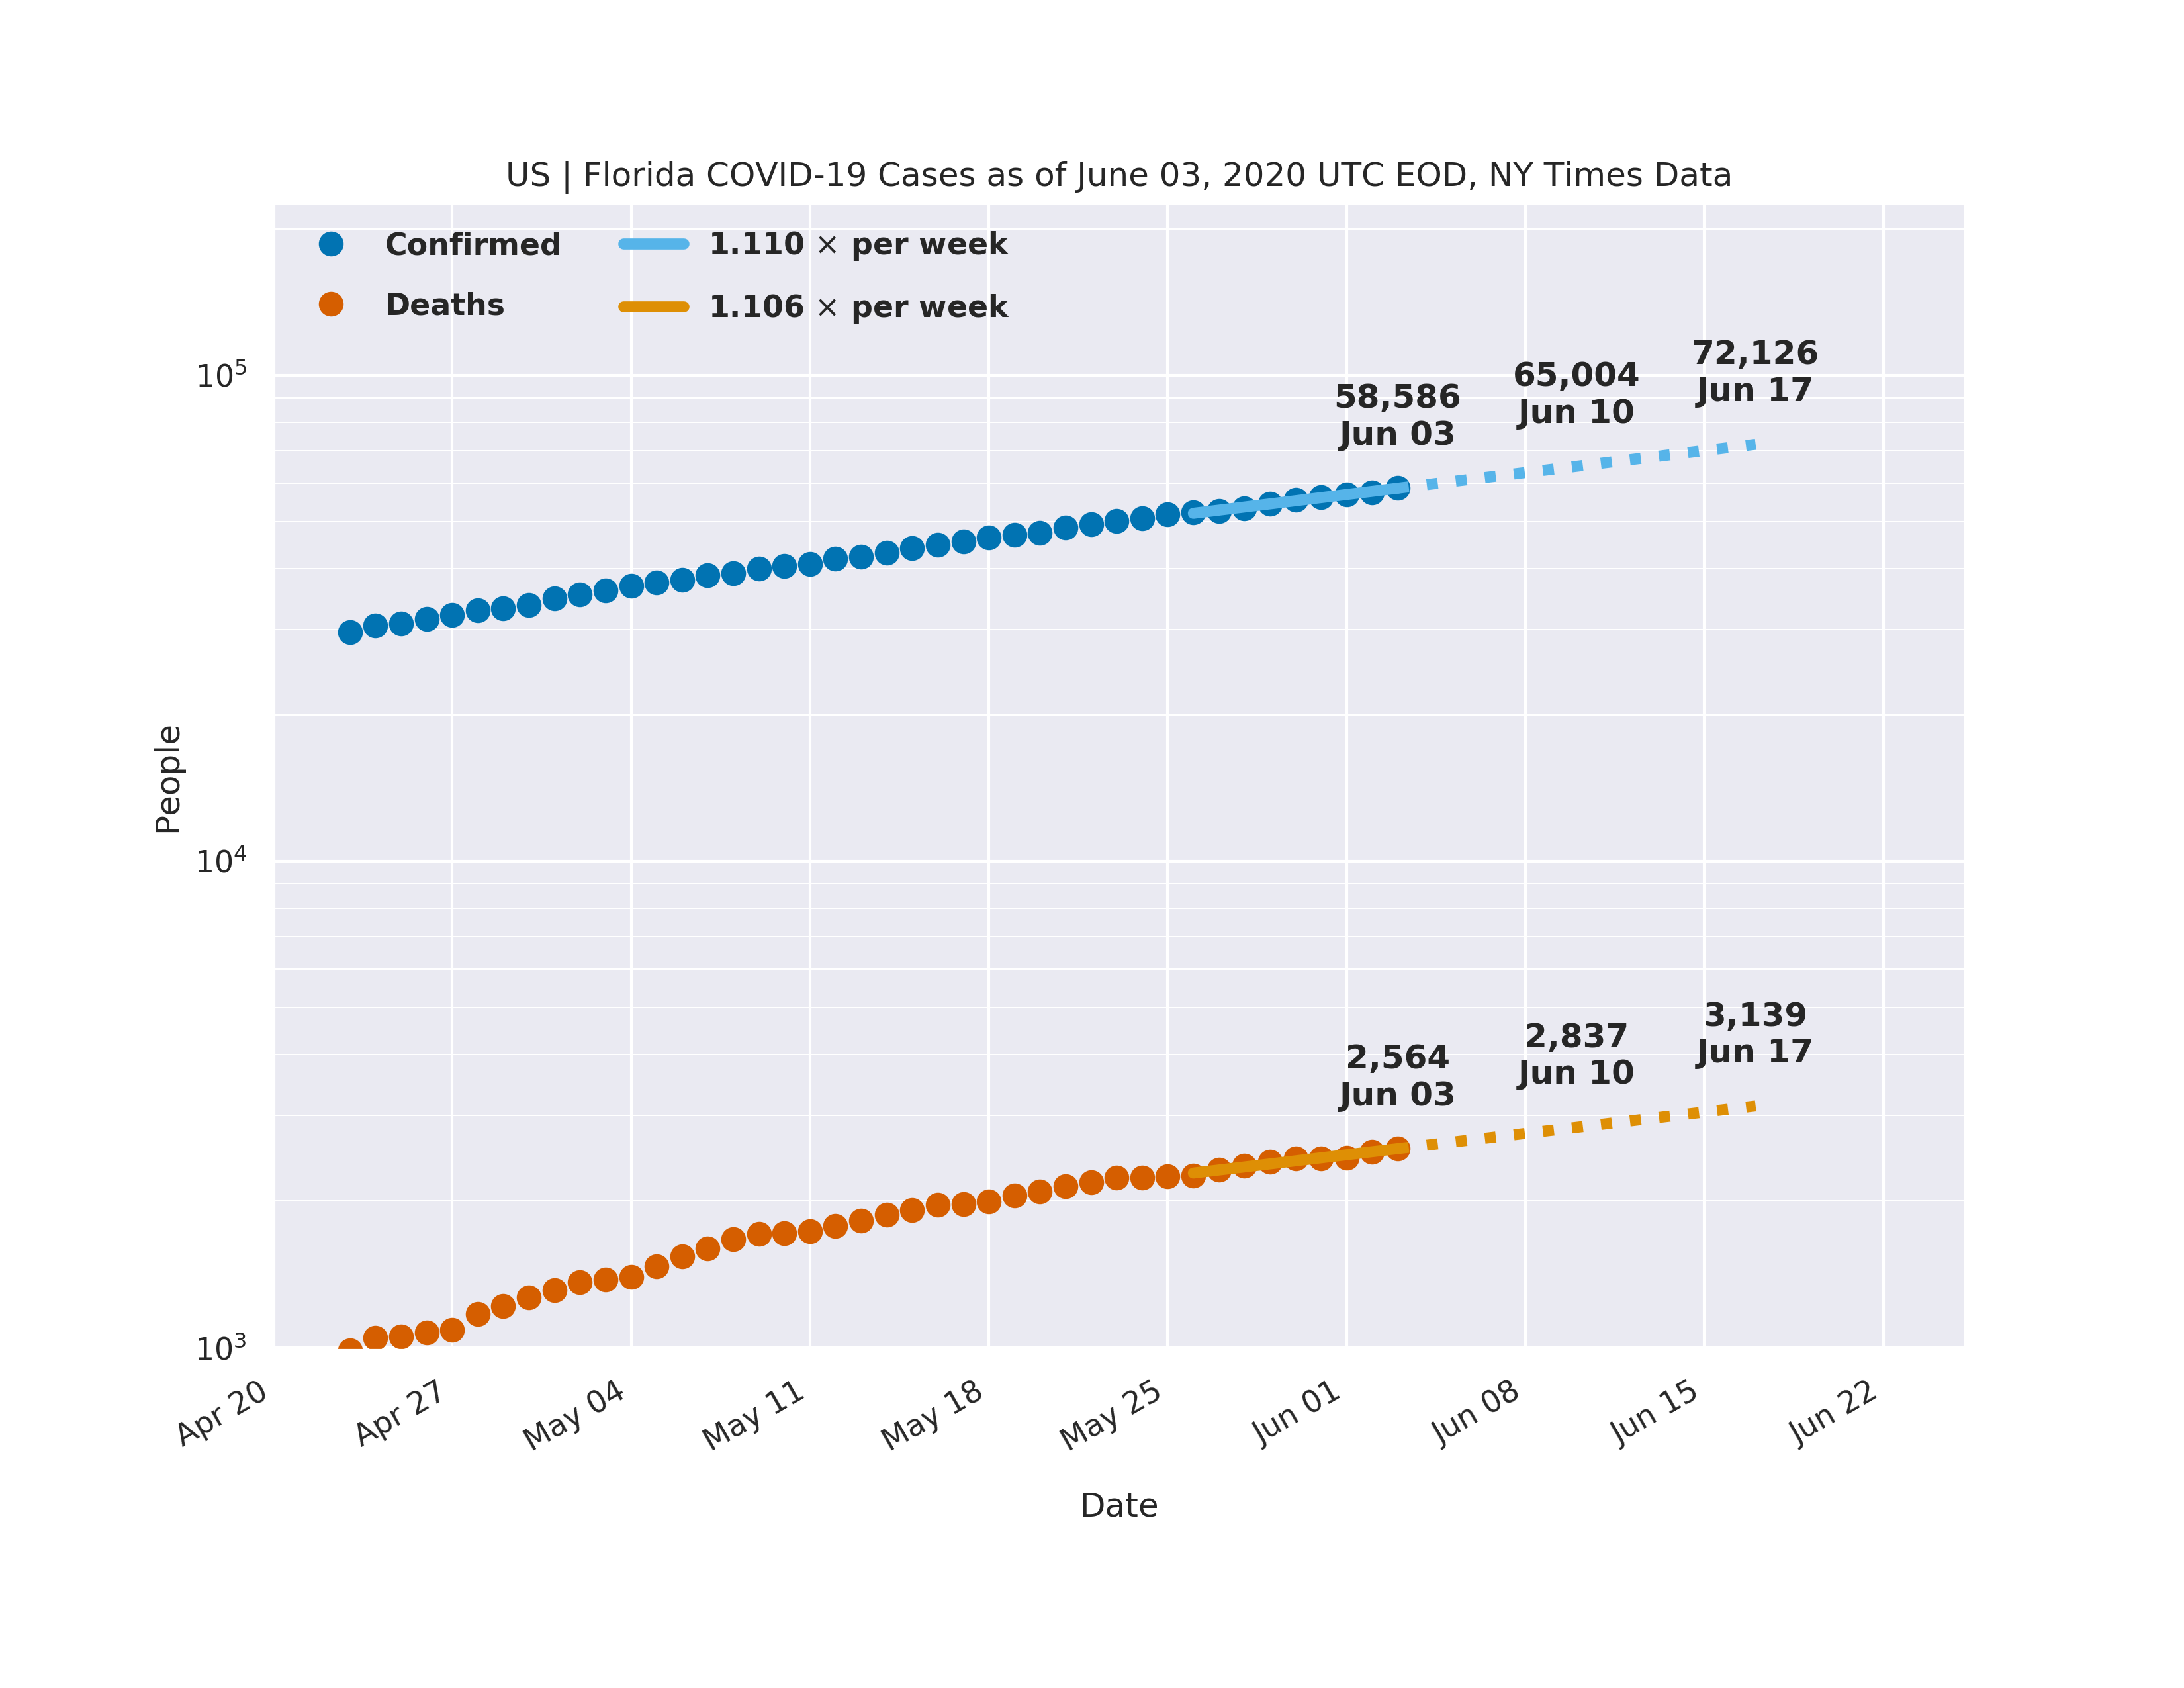 US | Florida COVID-19 Cases as of June 03, 2020 UTC EOD, NY Times Data
Confirmed
Deaths
1.110 × per week
1.106 × per week
58,586
Jun 03
65,004
Jun 10
72,126
Jun 17
2,564
Jun 03
2,837
Jun 10
3,139
Jun 17
People
10⁵
10⁴
10³
Apr 20
Apr 27
May 04
May 11
May 18
May 25
Jun 01
Jun 08
Jun 15
Jun 22
Date